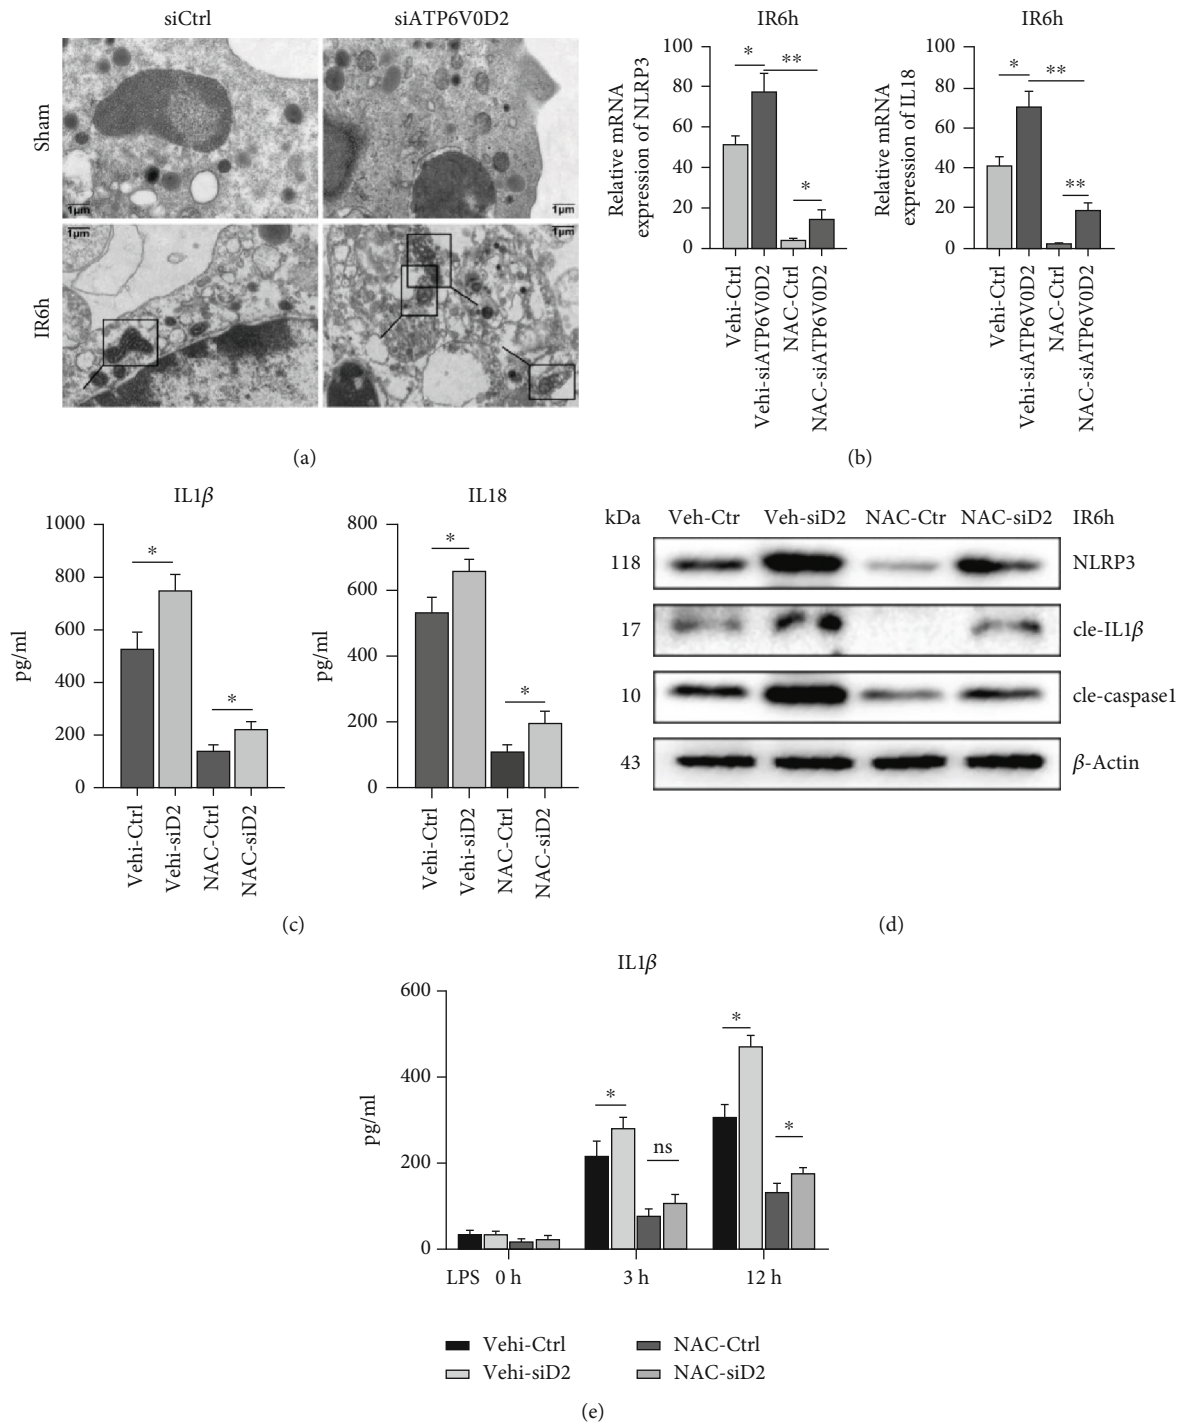 siCtrl
siATP6V0D2
Sham
IR6h
1μm
1μm
1μm
1μm
(a)
IR6h
Relative mRNA
expression of NLRP3
100
80
60
40
20
0
*
**
*
Vehi-Ctrl
Vehi-siATP6V0D2
NAC-Ctrl
NAC-siATP6V0D2
IR6h
Relative mRNA
expression of IL18
100
80
60
40
20
0
*
**
**
Vehi-Ctrl
Vehi-siATP6V0D2
NAC-Ctrl
NAC-siATP6V0D2
(b)
IL1β
pg/ml
1000
800
600
400
200
0
*
*
Vehi-Ctrl
Vehi-siD2
NAC-Ctrl
NAC-siD2
IL18
pg/ml
800
600
400
200
0
*
*
Vehi-Ctrl
Vehi-siD2
NAC-Ctrl
NAC-siD2
(c)
kDa Veh-Ctr Veh-siD2 NAC-Ctr NAC-siD2 IR6h
118 NLRP3
17 cle-IL1β
10 cle-caspase1
43 β-Actin
(d)
IL1β
pg/ml
600
400
200
0
*
ns
*
*
LPS 0 h 3 h 12 h
Vehi-Ctrl
Vehi-siD2
NAC-Ctrl
NAC-siD2
(e)